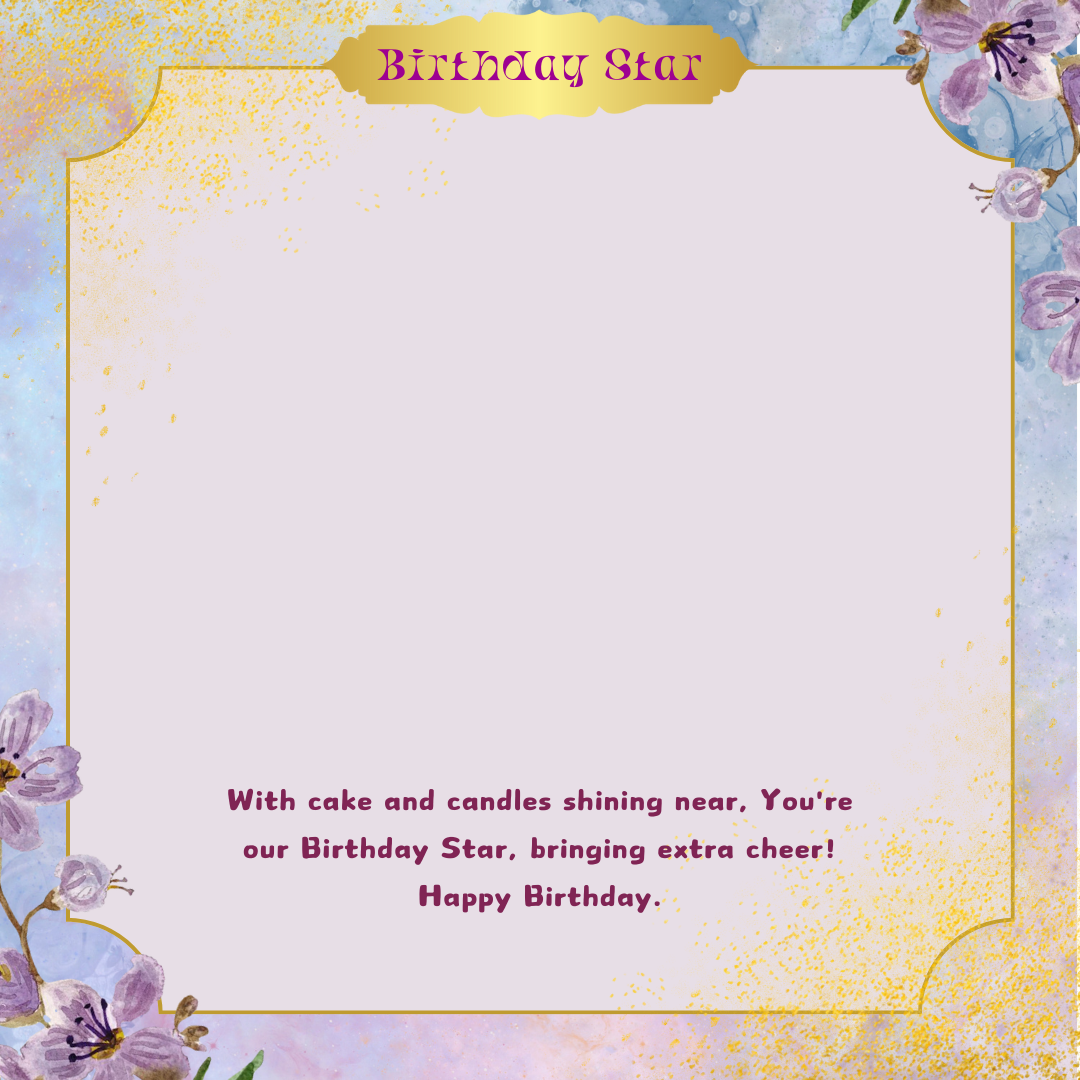 Birthday Star
With cake and candles shining near, You're
our Birthday Star, bringing extra cheer!
Happy Birthday.